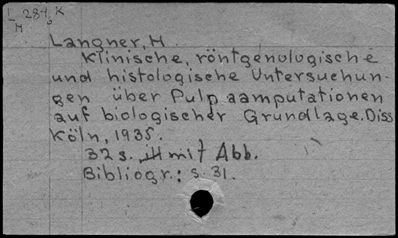 L 284, K
M
Langner, H.
Klinische, röntgenologische
und histologische Untersuchun-
gen über Pulpaamputationen
auf biologischer Grundlage. Diss
Köln, 1935.
32 s. mit Abb.
Bibliogr.: s. 31.